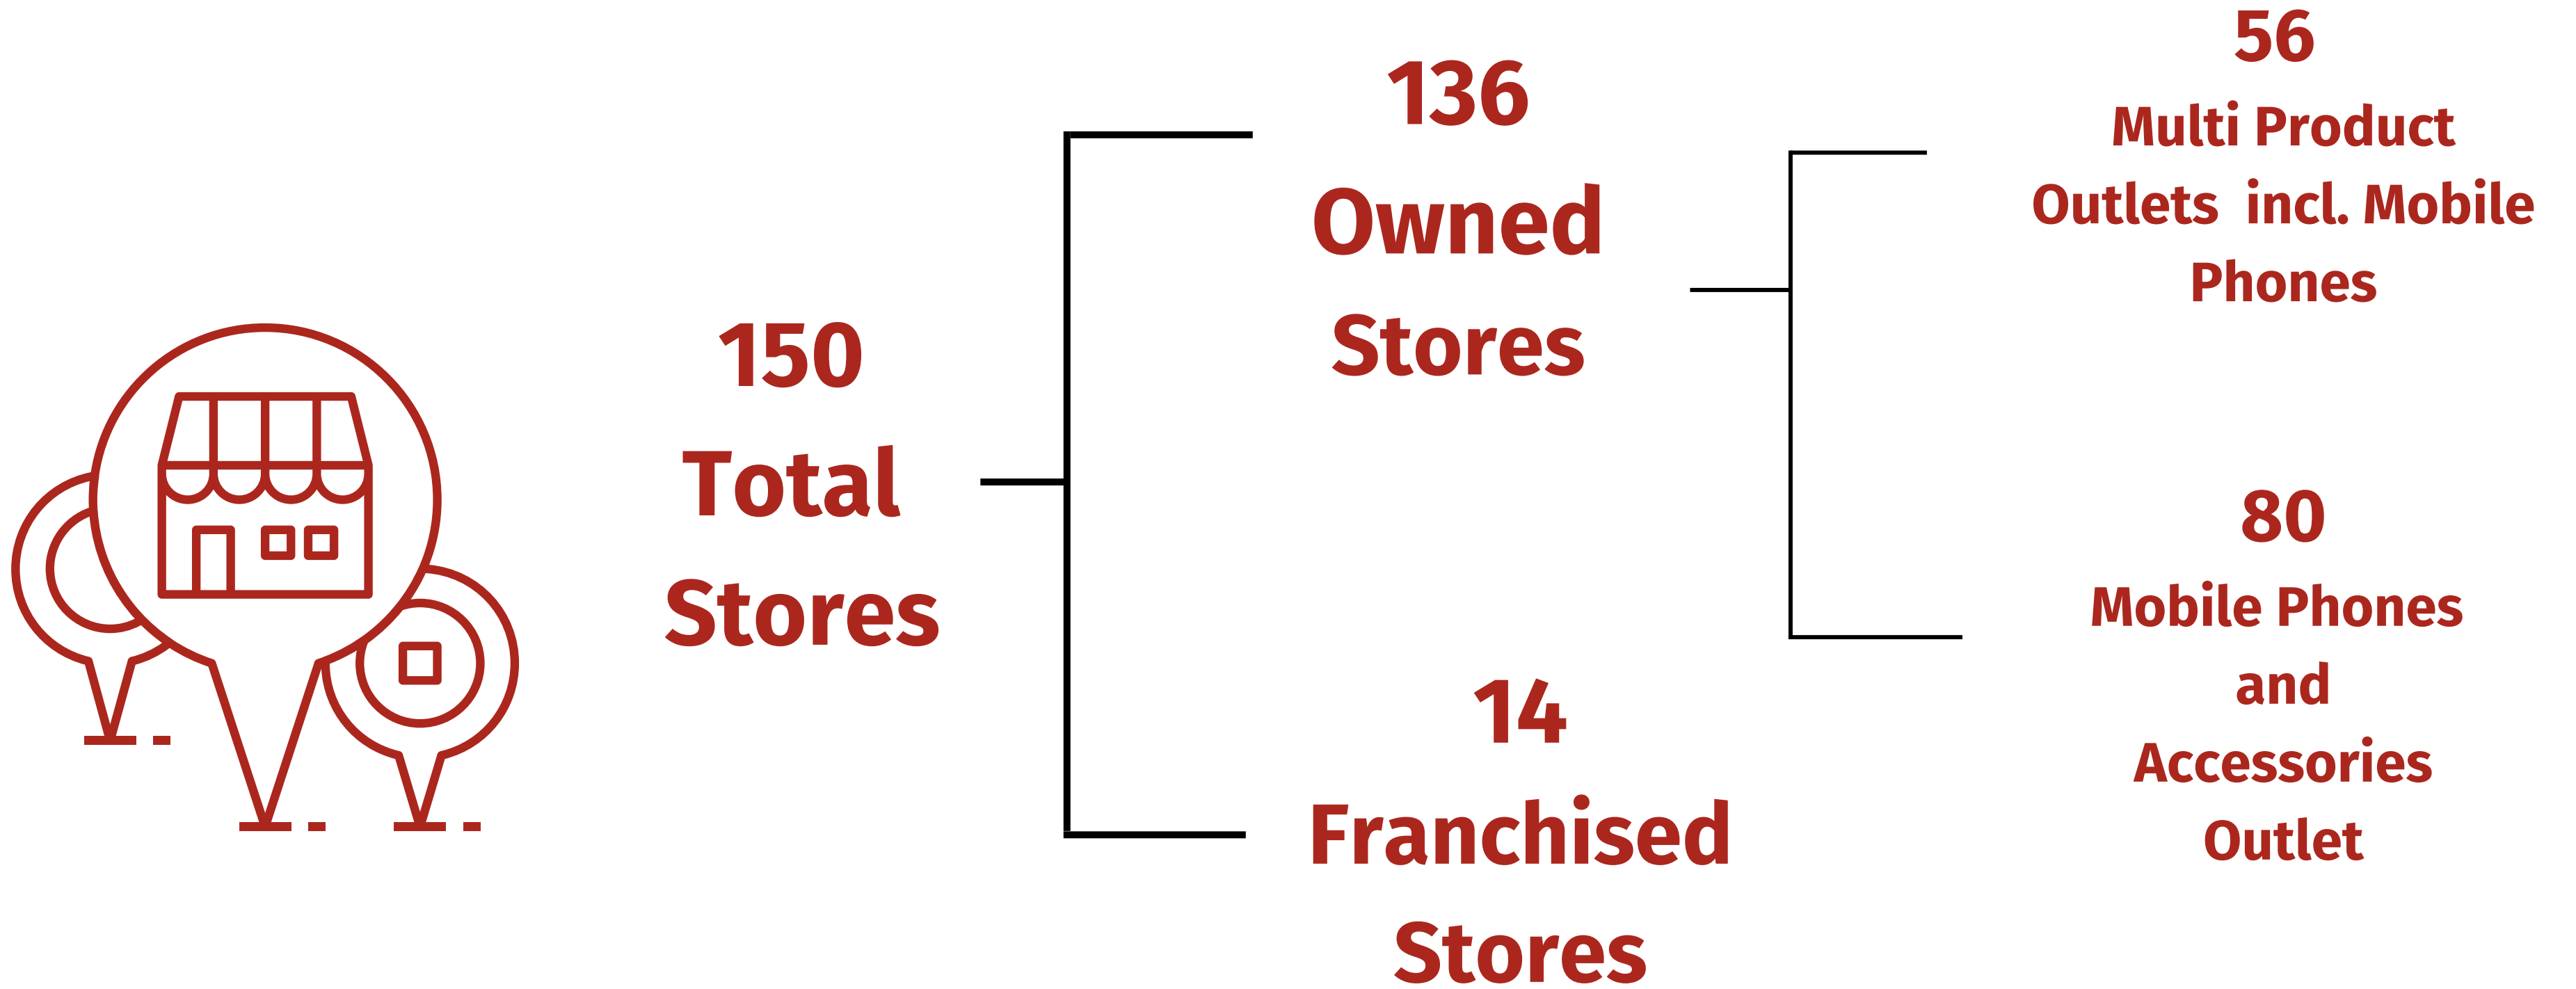 150
Total
Stores
136
Owned
Stores
14
Franchised
Stores
56
Multi Product
Outlets  incl. Mobile
Phones
80
Mobile Phones
and
Accessories
Outlet